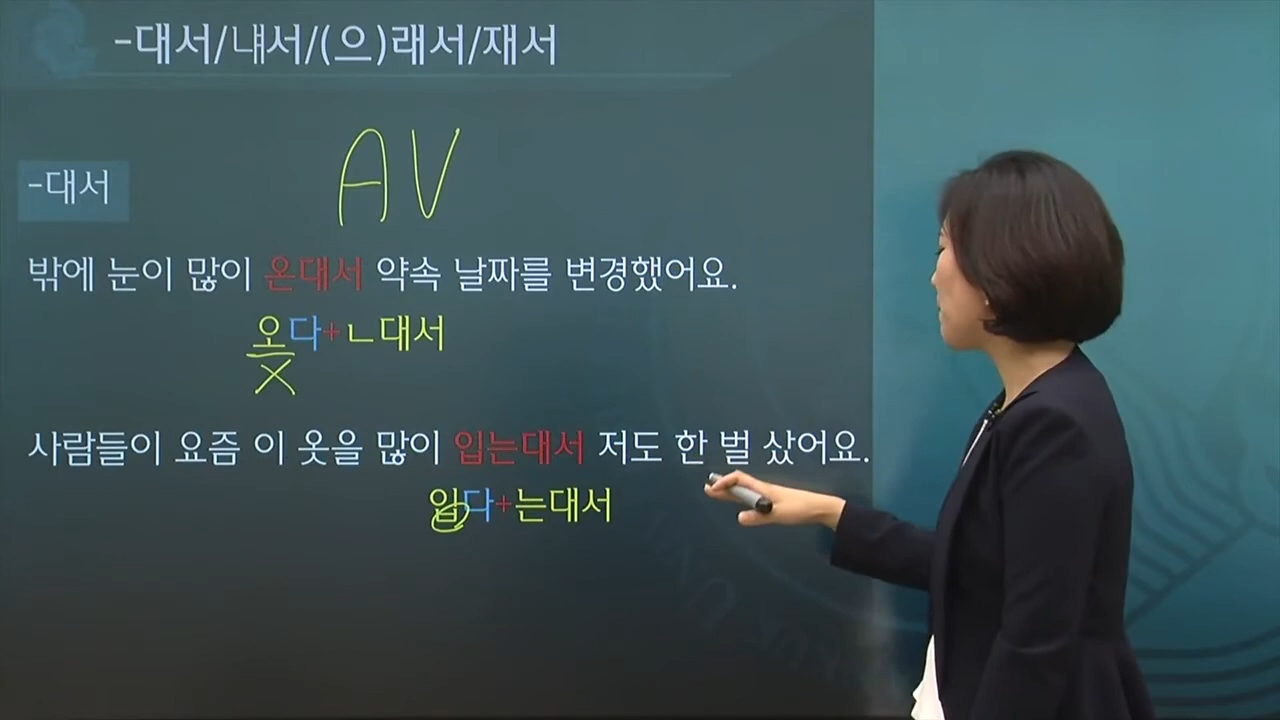 -대서/냬서/(으)래서/재서
AV
-대서
밖에 눈이 많이 온대서 약속 날짜를 변경했어요.
오다+ㄴ대서
X
사람들이 요즘 이 옷을 많이 입는대서 저도 한 벌 샀어요.
입다+는대서